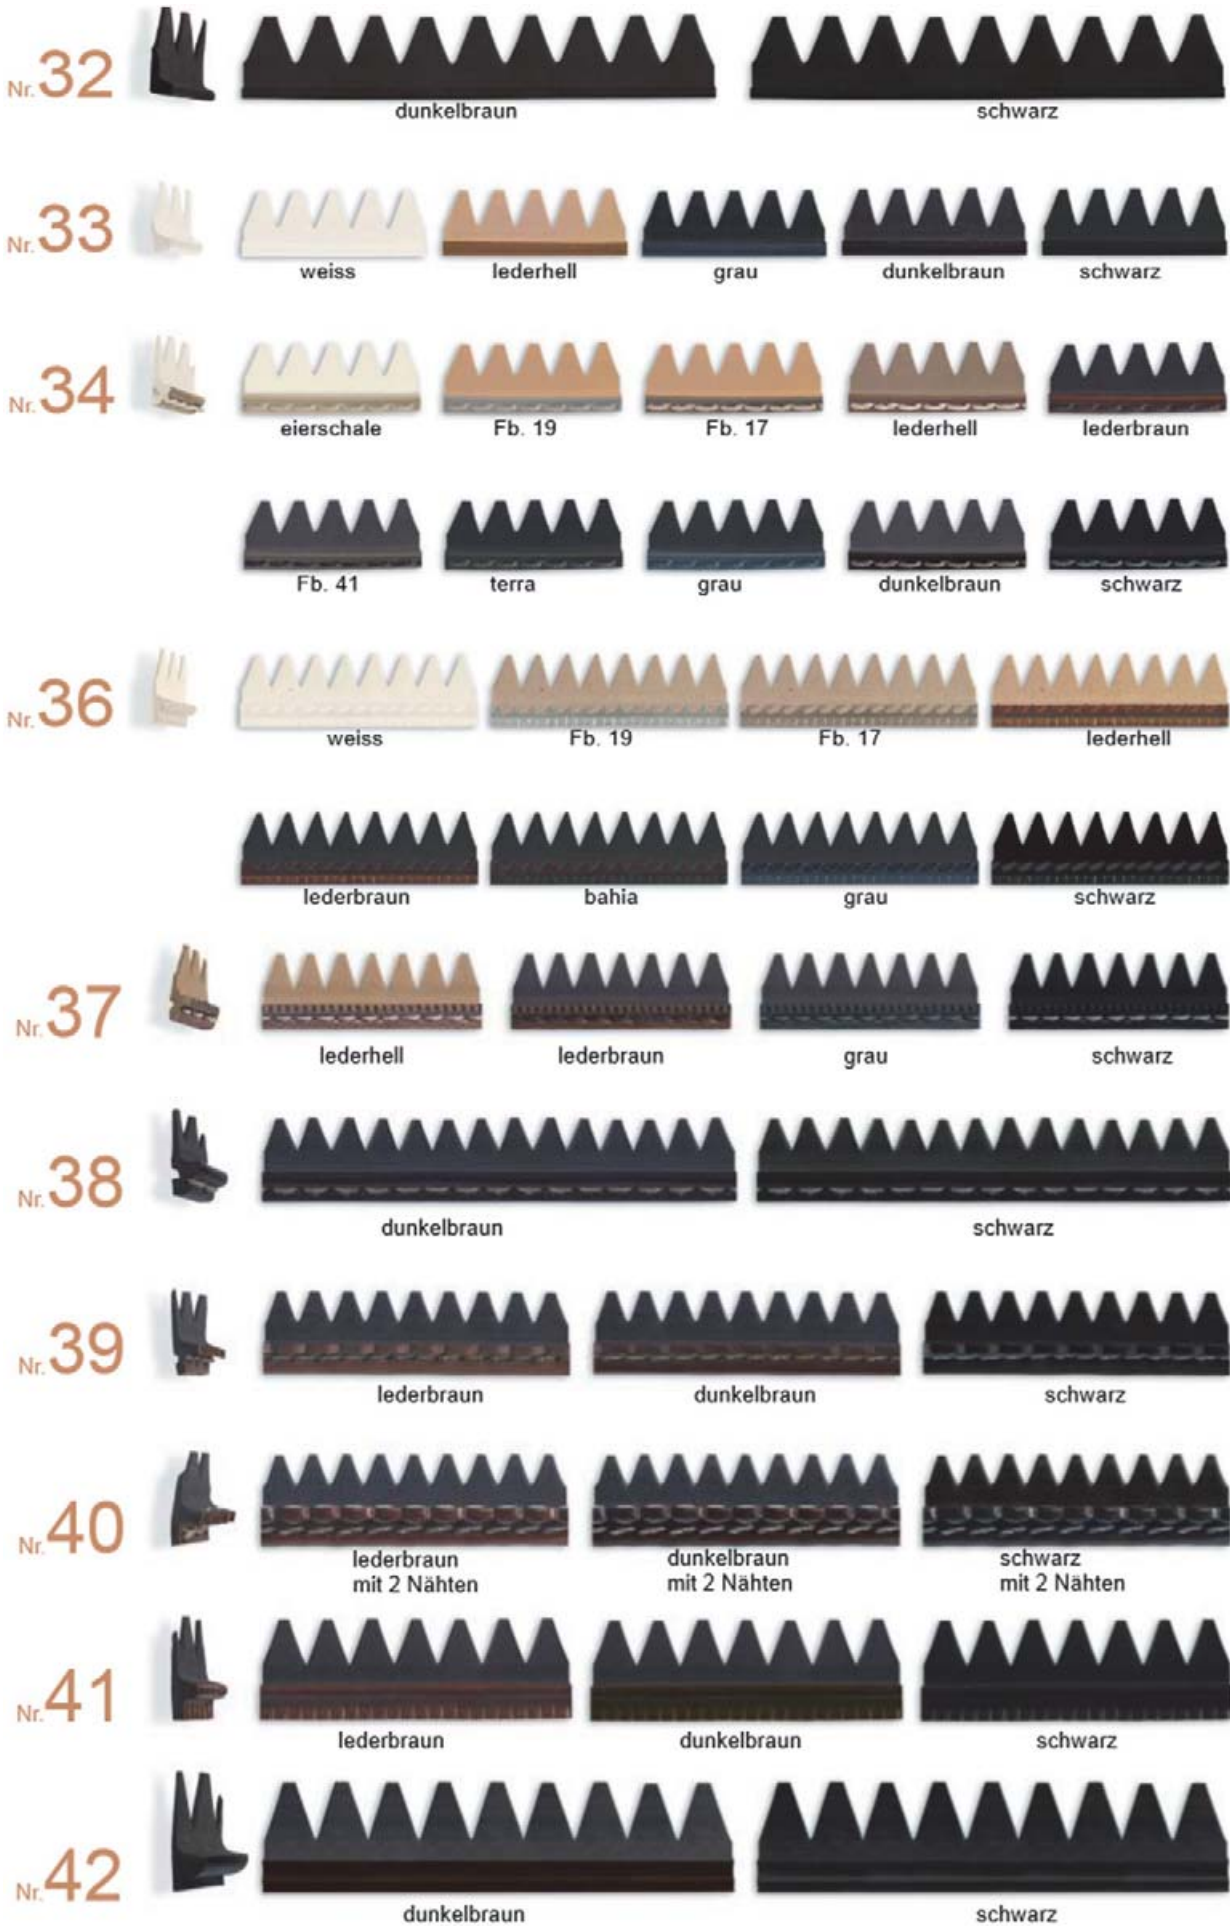 Nr. 32
dunkelbraun schwarz
Nr. 33
weiss lederhell grau dunkelbraun schwarz
Nr. 34
eierschale Fb. 19 Fb. 17 lederhell lederbraun
Fb. 41 terra grau dunkelbraun schwarz
Nr. 36
weiss Fb. 19 Fb. 17 lederhell
lederbraun bahia grau schwarz
Nr. 37
lederhell lederbraun grau schwarz
Nr. 38
dunkelbraun schwarz
Nr. 39
lederbraun dunkelbraun schwarz
Nr. 40
lederbraun dunkelbraun schwarz
mit 2 Nähten mit 2 Nähten mit 2 Nähten
Nr. 41
lederbraun dunkelbraun schwarz
Nr. 42
dunkelbraun schwarz